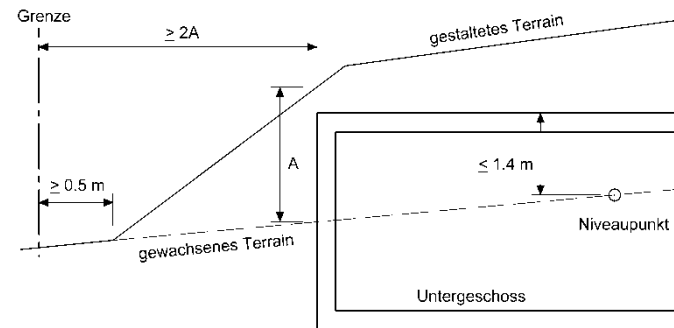 Grenze
≥ 2A
gestaltetes Terrain
A
≤ 1.4 m
≥ 0.5 m
gewachsenes Terrain
Niveaupunkt
Untergeschoss